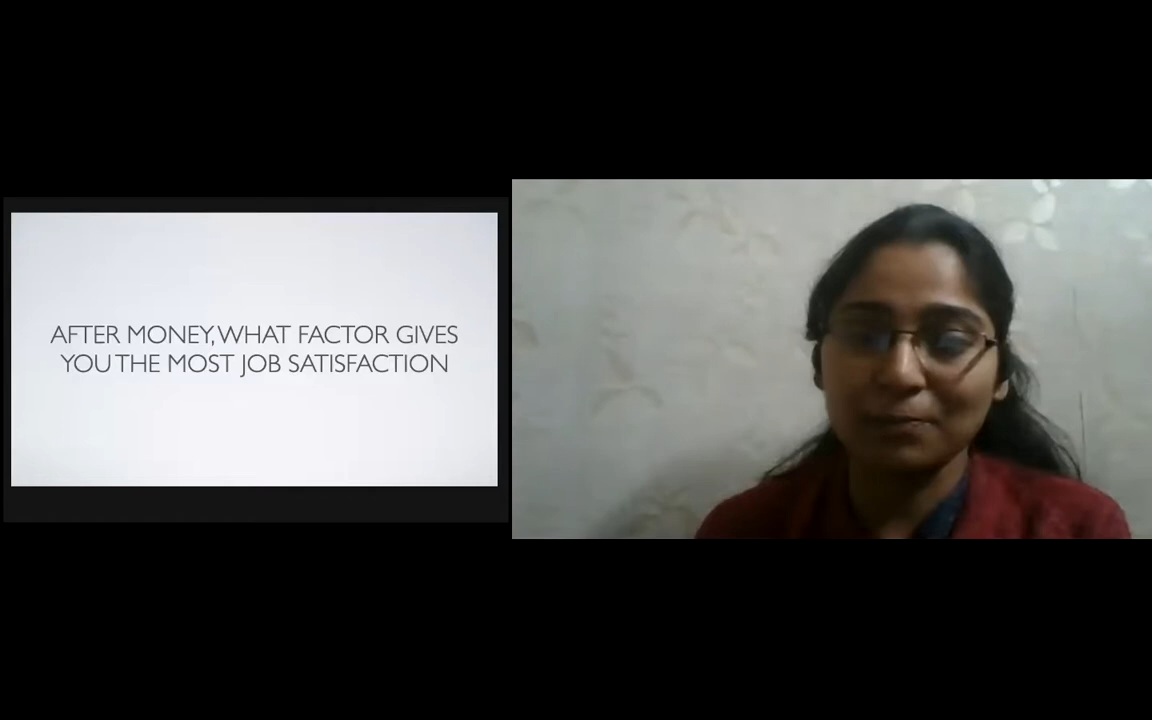 AFTER MONEY, WHAT FACTOR GIVES
YOU THE MOST JOB SATISFACTION